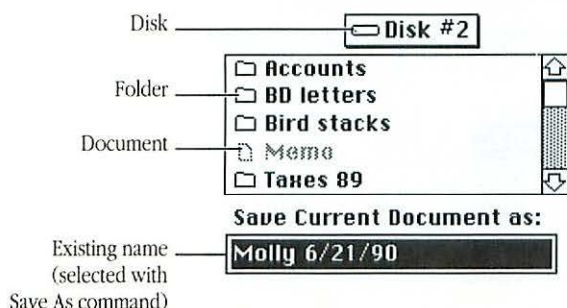 Disk
Disk #2
Accounts
Folder
BD letters
Bird stacks
Document
Memo
Taxes 89
Save Current Document as:
Existing name
(selected with
Save As command)
Molly 6/21/90